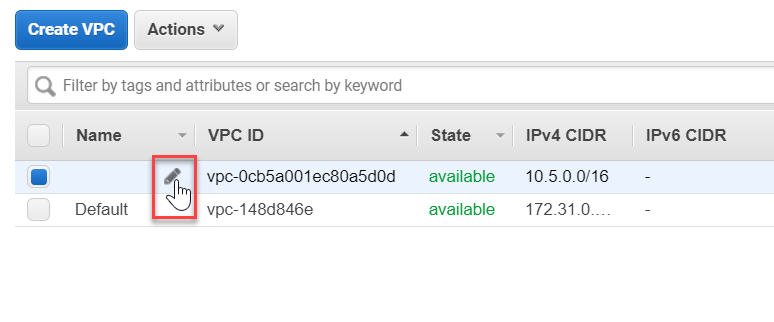 Create VPC Actions
Filter by tags and attributes or search by keyword
Name VPC ID State IPv4 CIDR IPv6 CIDR
vpc-0cb5a001ec80a5d0d available 10.5.0.0/16 -
Default vpc-148d846e available 172.31.0.… -